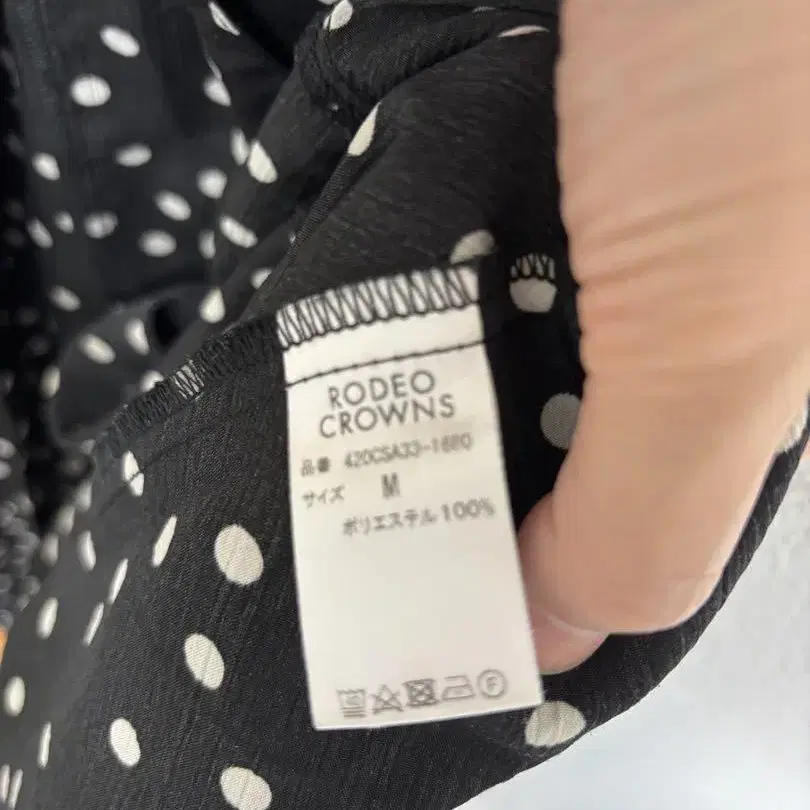 RODEO
CROWNS
品番 420CSA33-1680
サイズ M
ポリエステル 100%
F